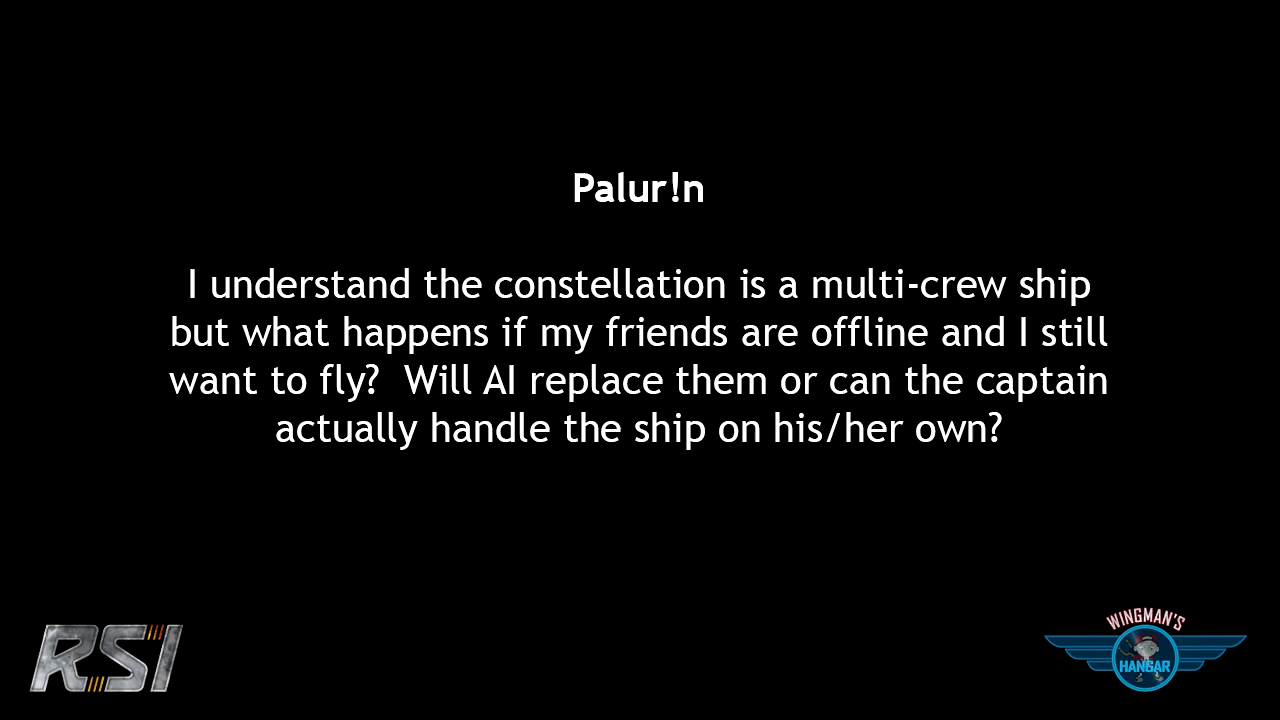 Palur!n
I understand the constellation is a multi-crew ship
but what happens if my friends are offline and I still
want to fly?  Will AI replace them or can the captain
actually handle the ship on his/her own?
RSI
WINGMAN'S
HANGAR